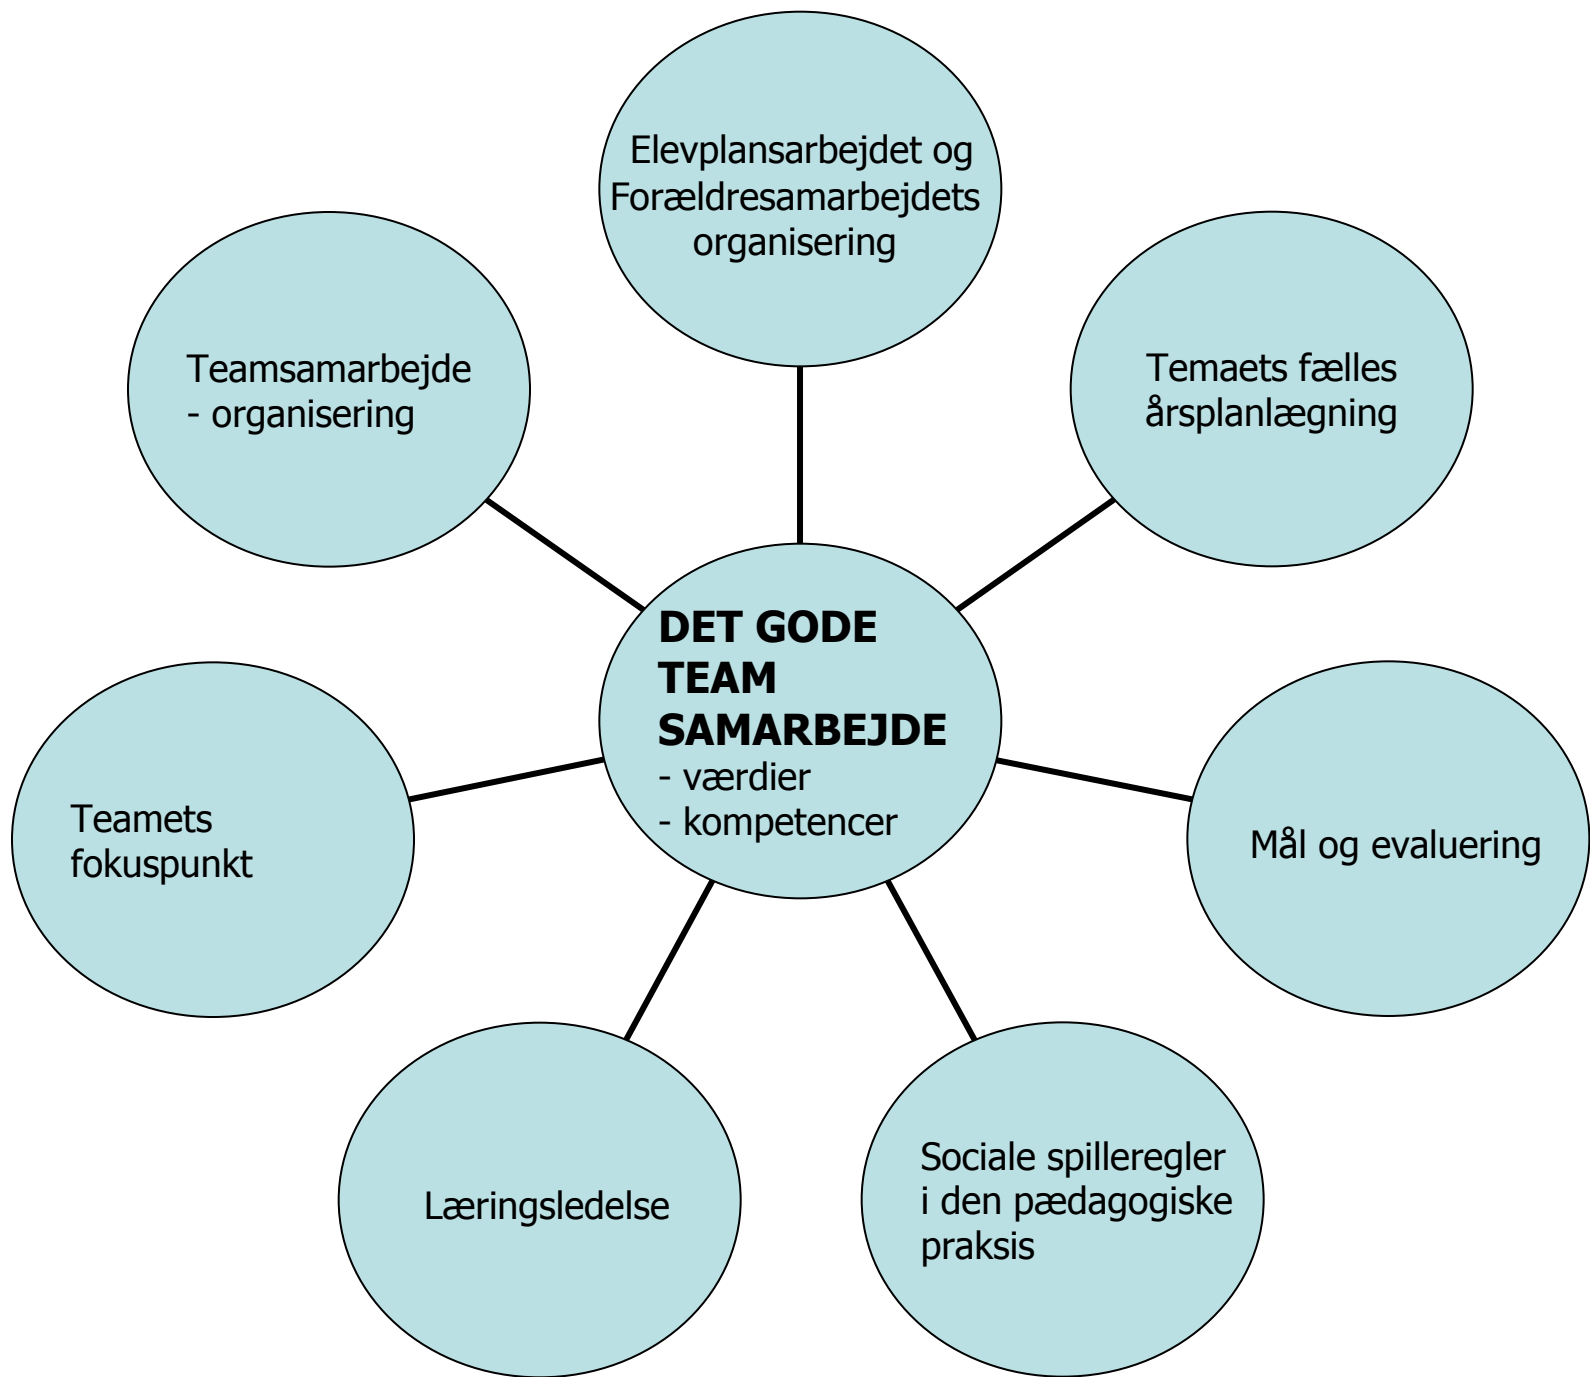 Elevplansarbejdet og
Forældresamarbejdets
organisering
Teamsamarbejde
- organisering
Temaets fælles
årsplanlægning
DET GODE
TEAM
SAMARBEJDE
- værdier
- kompetencer
Teamets
fokuspunkt
Mål og evaluering
Læringsledelse
Sociale spilleregler
i den pædagogiske
praksis